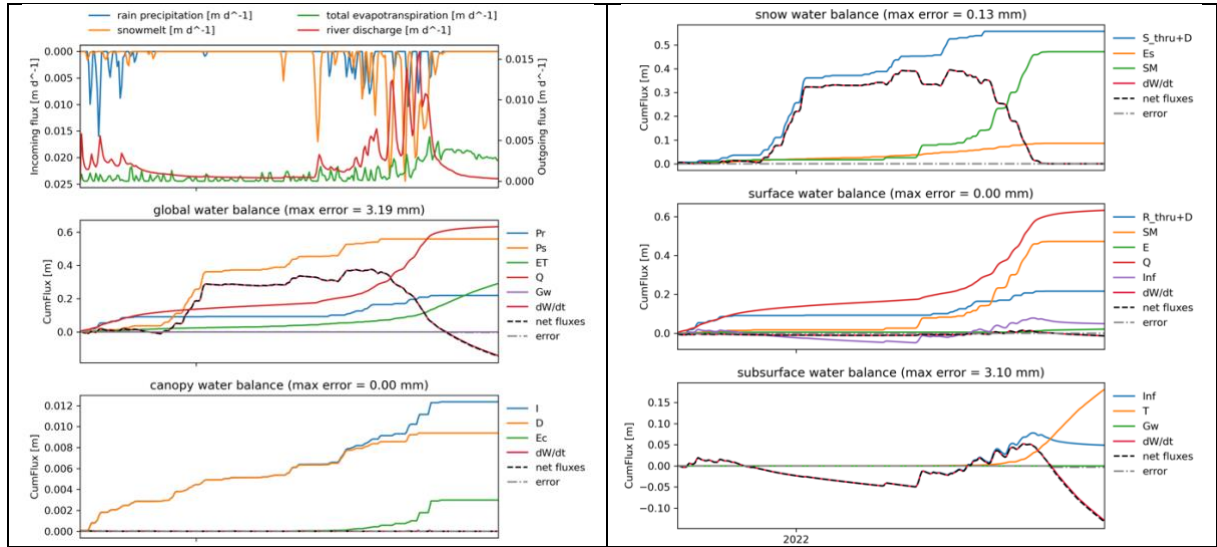 rain precipitation [m d^-1]
total evapotranspiration [m d^-1]
snowmelt [m d^-1]
river discharge [m d^-1]
Incoming flux [m d^-1]
0.000
0.005
0.010
0.015
0.020
0.025
0.015
0.010
0.005
0.000
Outgoing flux [m d^-1]
global water balance (max error = 3.19 mm)
CumFlux [m]
0.6
0.4
0.2
0.0
Pr
Ps
ET
Q
Gw
dW/dt
net fluxes
error
canopy water balance (max error = 0.00 mm)
CumFlux [m]
0.012
0.010
0.008
0.006
0.004
0.002
0.000
I
D
Ec
dW/dt
net fluxes
error
snow water balance (max error = 0.13 mm)
CumFlux [m]
0.5
0.4
0.3
0.2
0.1
0.0
S_thru+D
Es
SM
dW/dt
net fluxes
error
surface water balance (max error = 0.00 mm)
CumFlux [m]
0.6
0.4
0.2
0.0
R_thru+D
SM
E
Q
Inf
dW/dt
net fluxes
error
subsurface water balance (max error = 3.10 mm)
CumFlux [m]
0.15
0.10
0.05
0.00
−0.05
−0.10
2022
Inf
T
Gw
dW/dt
net fluxes
error